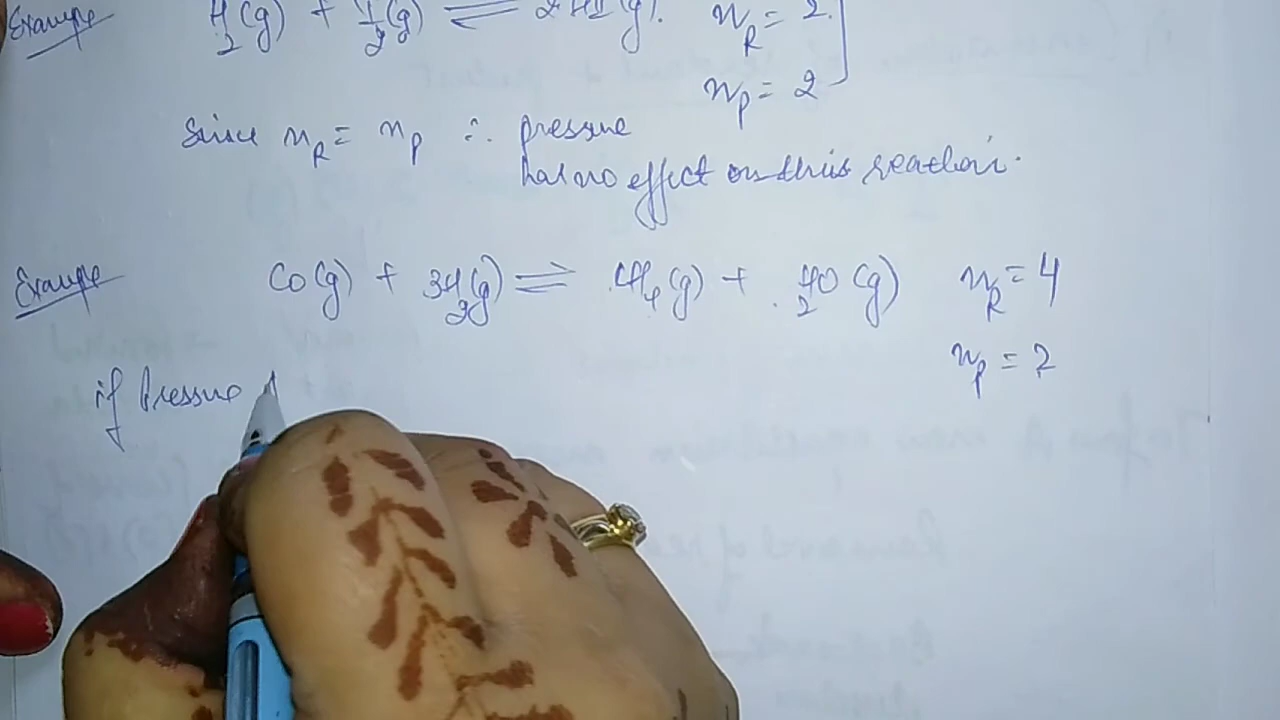 Example H2(g) + I2(g) ⇌ 2HI(g). nR = 2.
nP = 2
Since nR = nP ∴ pressure
has no effect on this reaction.
Example CO(g) + 3H2(g) ⇌ CH4(g) + H2O(g) nR = 4
nP = 2
if Pressure